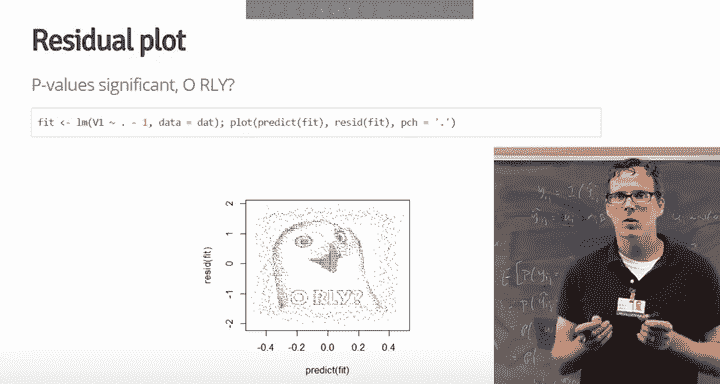 Residual plot
P-values significant, O RLY?
fit <- lm(V1 ~ . - 1, data = dat); plot(predict(fit), resid(fit), pch = '.')
resid(fit)
2
1
0
-1
-2
O RLY?
-0.4 -0.2 0.0 0.2 0.4
predict(fit)